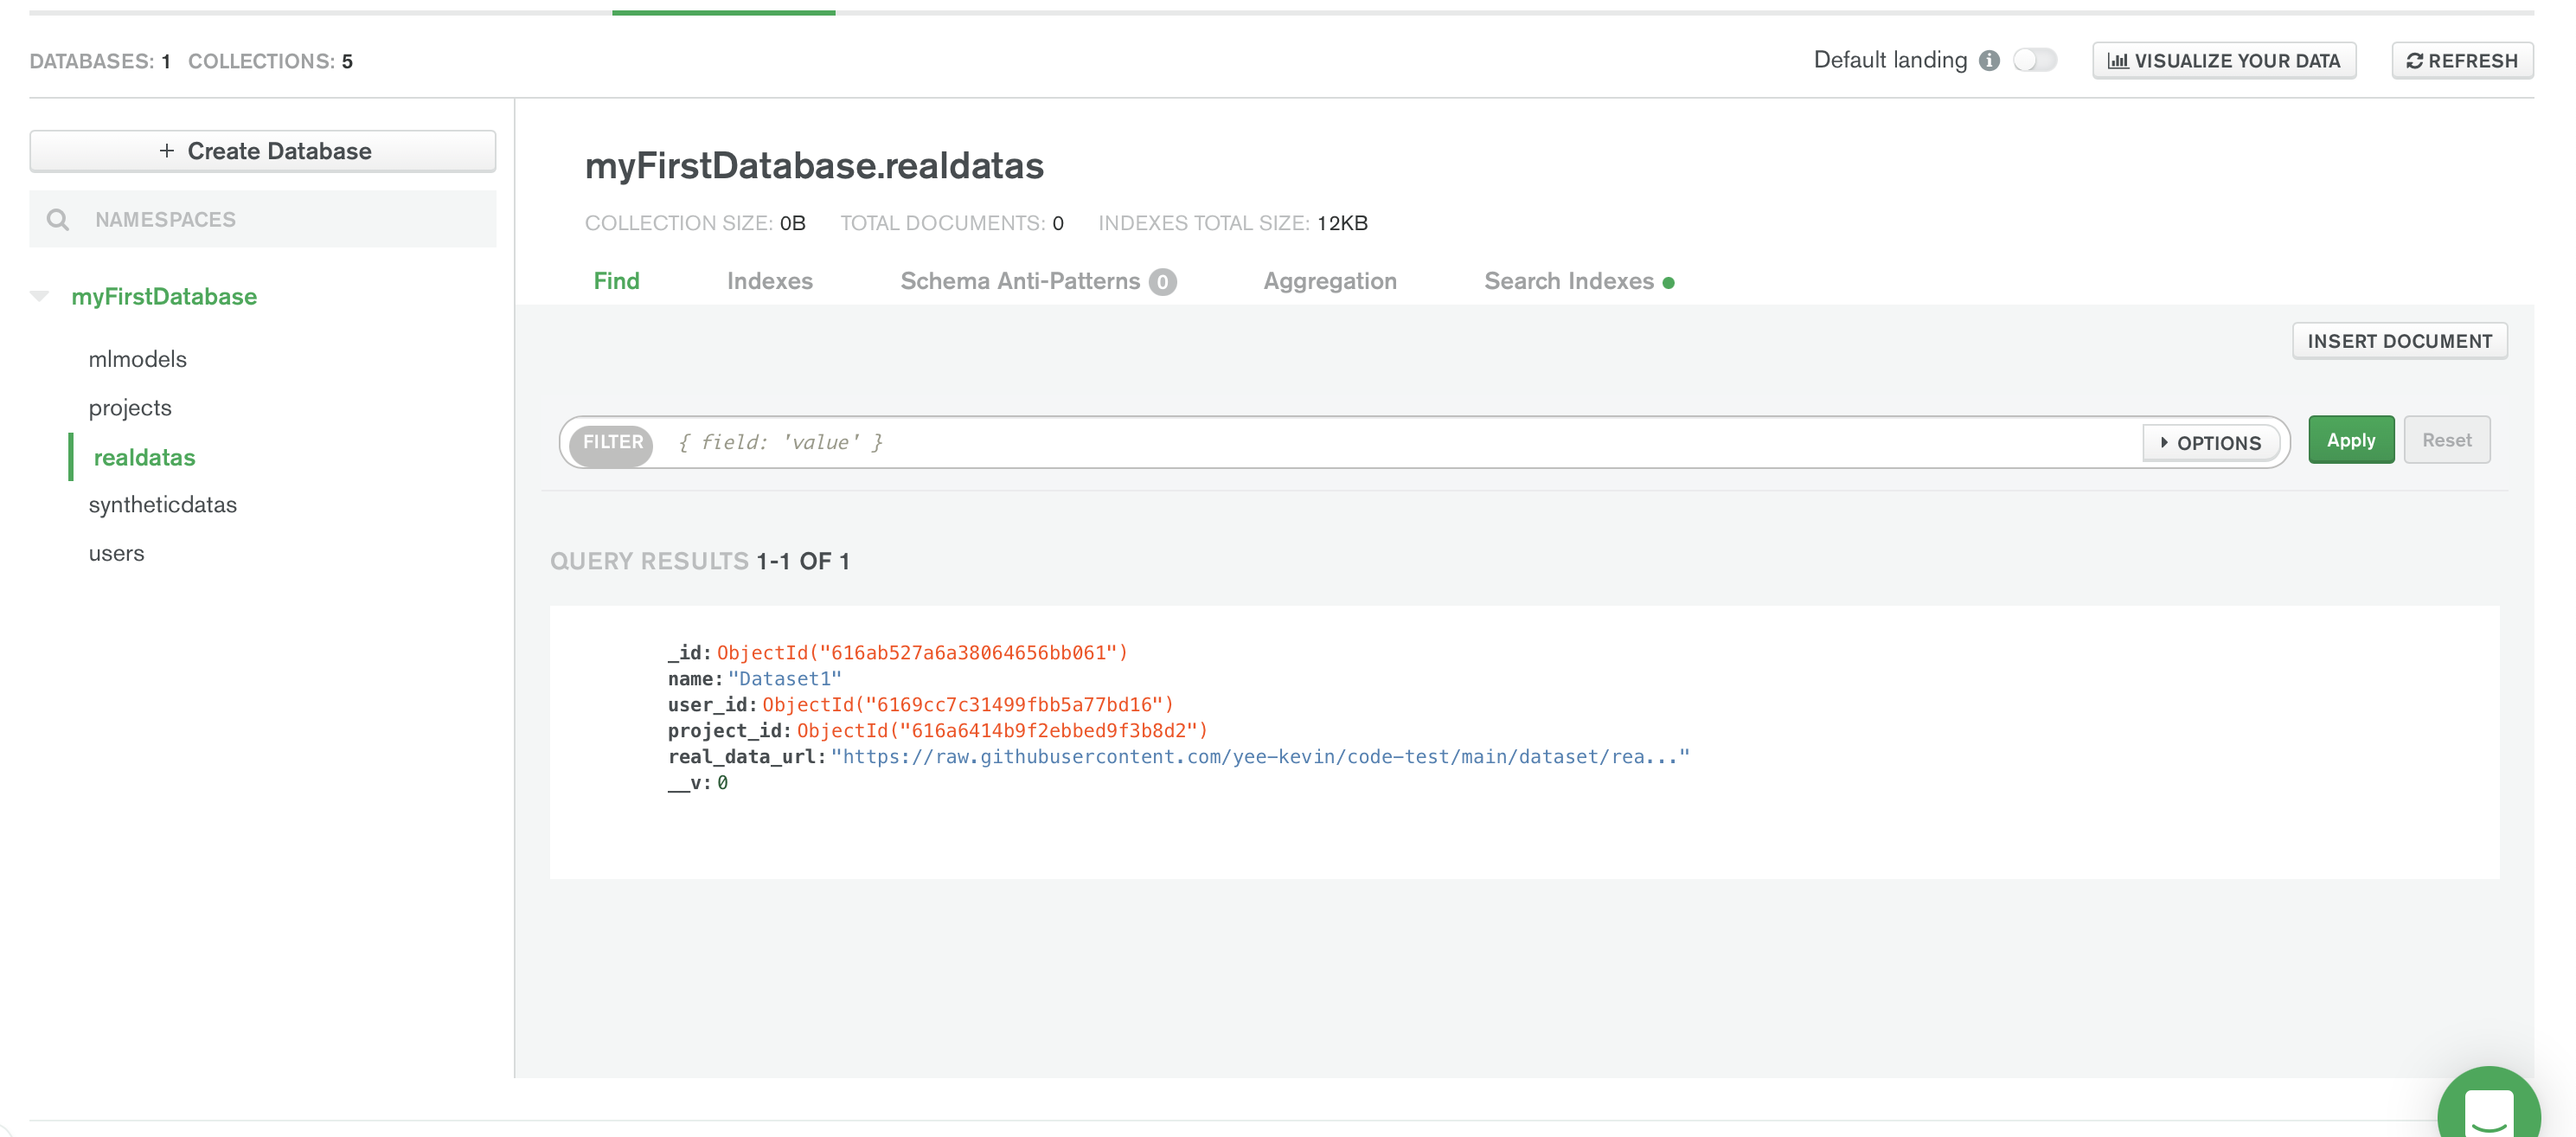 DATABASES: 1 COLLECTIONS: 5
Default landing
VISUALIZE YOUR DATA
REFRESH
+ Create Database
NAMESPACES
myFirstDatabase
mlmodels
projects
realdatas
syntheticdatas
users
myFirstDatabase.realdatas
COLLECTION SIZE: 0B TOTAL DOCUMENTS: 0 INDEXES TOTAL SIZE: 12KB
Find Indexes Schema Anti-Patterns 0 Aggregation Search Indexes
INSERT DOCUMENT
FILTER { field: 'value' } OPTIONS Apply Reset
QUERY RESULTS 1-1 OF 1
_id: ObjectId("616ab527a6a38064656bb061")
name: "Dataset1"
user_id: ObjectId("6169cc7c31499fbb5a77bd16")
project_id: ObjectId("616a6414b9f2ebbed9f3b8d2")
real_data_url: "https://raw.githubusercontent.com/yee-kevin/code-test/main/dataset/rea..."
__v: 0